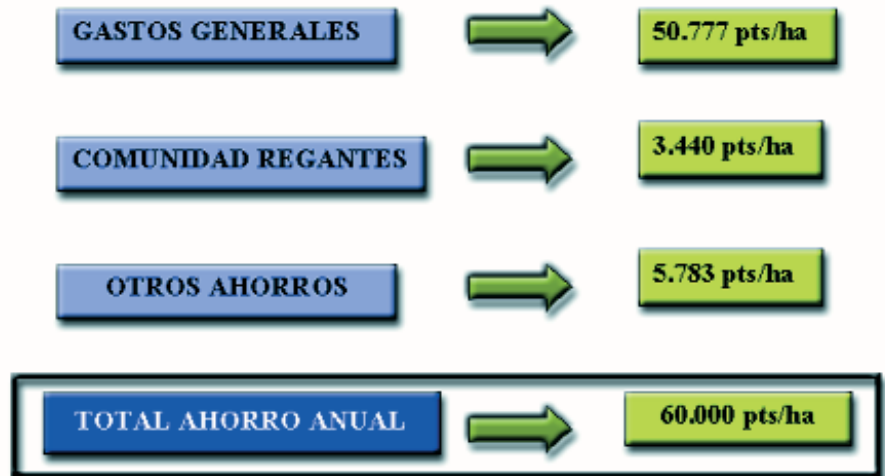 GASTOS GENERALES 50.777 pts/ha
COMUNIDAD REGANTES 3.440 pts/ha
OTROS AHORROS 5.783 pts/ha
TOTAL AHORRO ANUAL 60.000 pts/ha